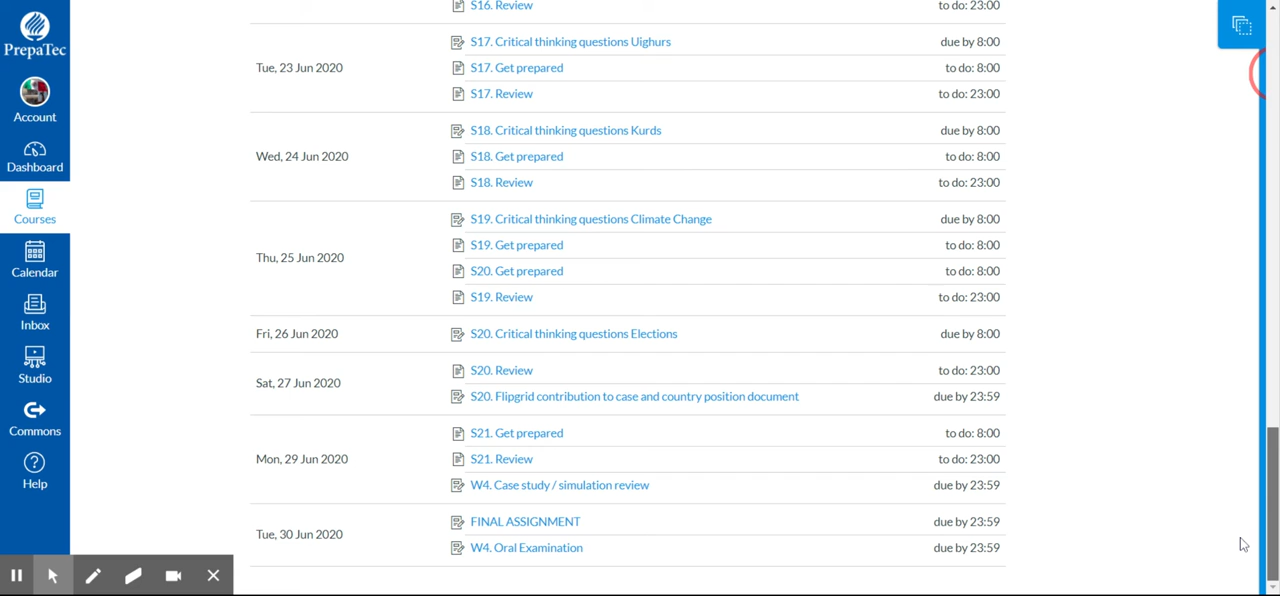 PrepaTec
Account
Dashboard
Courses
Calendar
Inbox
Studio
Commons
Help
S16. Review to do: 23:00
Tue, 23 Jun 2020
S17. Critical thinking questions Uighurs due by 8:00
S17. Get prepared to do: 8:00
S17. Review to do: 23:00
Wed, 24 Jun 2020
S18. Critical thinking questions Kurds due by 8:00
S18. Get prepared to do: 8:00
S18. Review to do: 23:00
Thu, 25 Jun 2020
S19. Critical thinking questions Climate Change due by 8:00
S19. Get prepared to do: 8:00
S20. Get prepared to do: 8:00
S19. Review to do: 23:00
Fri, 26 Jun 2020
S20. Critical thinking questions Elections due by 8:00
Sat, 27 Jun 2020
S20. Review to do: 23:00
S20. Flipgrid contribution to case and country position document due by 23:59
Mon, 29 Jun 2020
S21. Get prepared to do: 8:00
S21. Review to do: 23:00
W4. Case study / simulation review due by 23:59
Tue, 30 Jun 2020
FINAL ASSIGNMENT due by 23:59
W4. Oral Examination due by 23:59